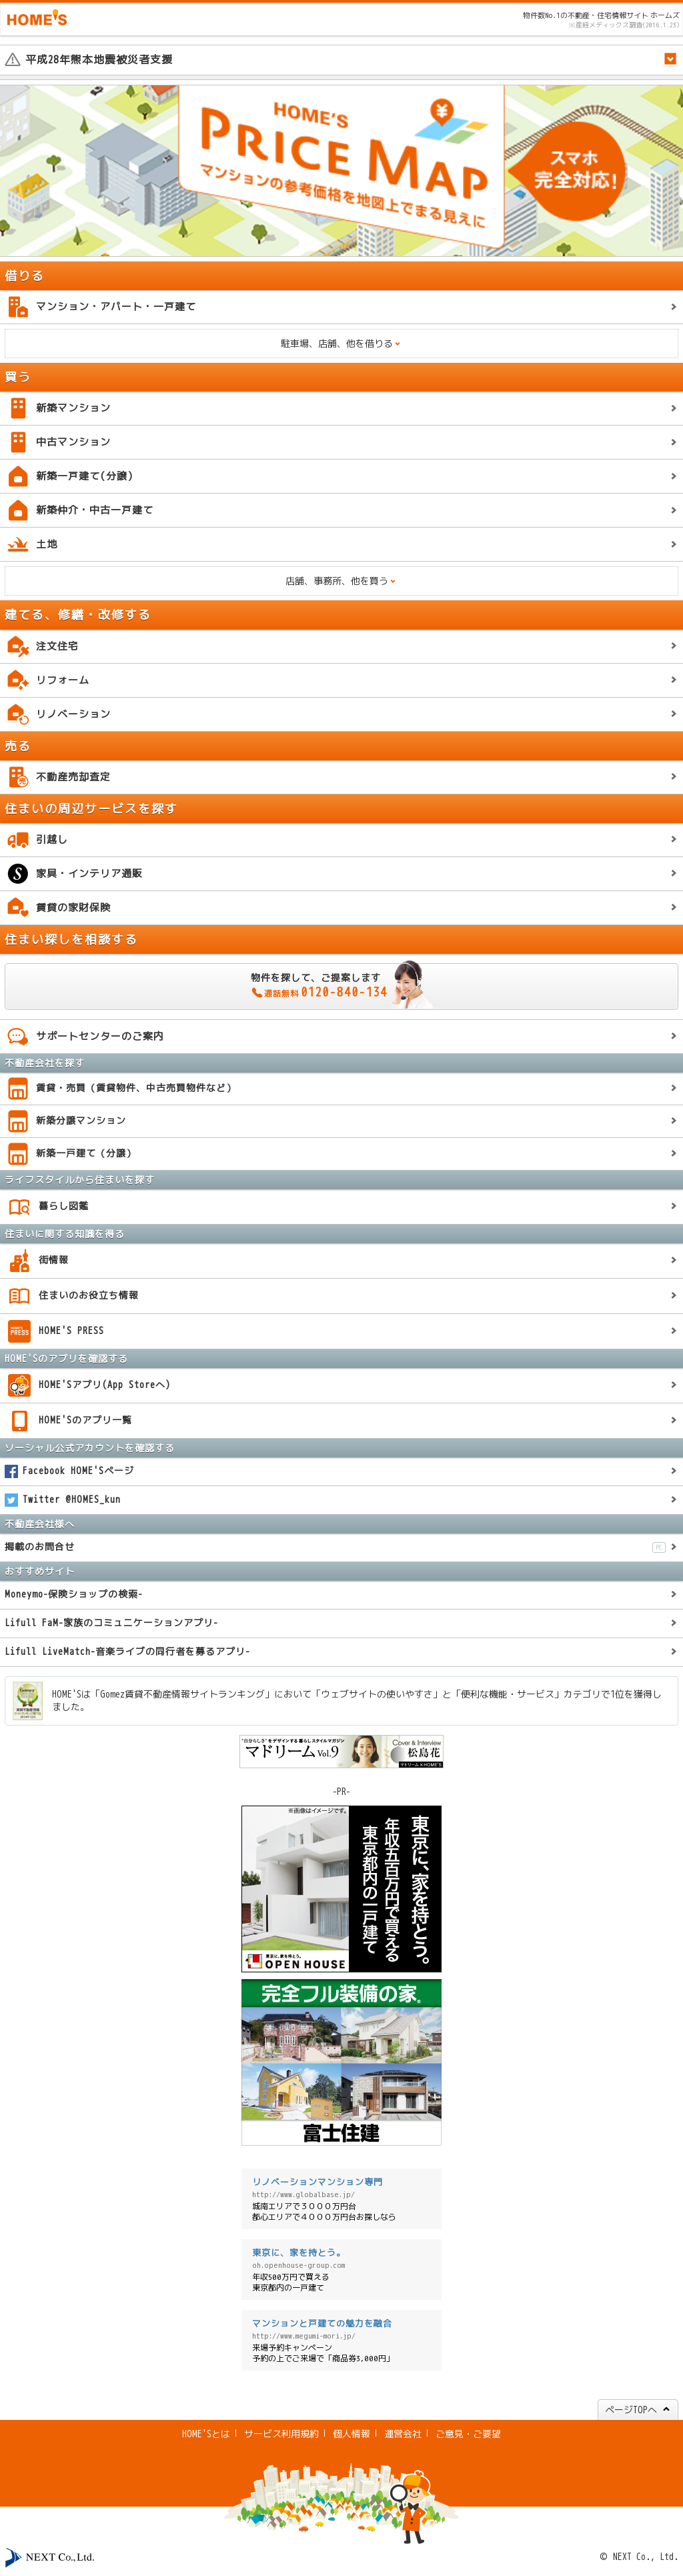 HOME'S
物件数No.1の不動産・住宅情報サイト ホームズ
※産経メディックス調査(2016.1.23)
平成28年熊本地震被災者支援
HOME'S
PRICE MAP
マンションの参考価格を地図上でまる見えに
スマホ
完全対応!
借りる
マンション・アパート・一戸建て
駐車場、店舗、他を借りる
買う
新築マンション
中古マンション
新築一戸建て(分譲)
新築仲介・中古一戸建て
土地
店舗、事務所、他を買う
建てる、修繕・改修する
注文住宅
リフォーム
リノベーション
売る
不動産売却査定
住まいの周辺サービスを探す
引越し
家具・インテリア通販
賃貸の家財保険
住まい探しを相談する
物件を探して、ご提案します
通話無料 0120-840-134
サポートセンターのご案内
不動産会社を探す
賃貸・売買（賃貸物件、中古売買物件など）
新築分譲マンション
新築一戸建て（分譲）
ライフスタイルから住まいを探す
暮らし図鑑
住まいに関する知識を得る
街情報
住まいのお役立ち情報
HOME'S PRESS
HOME'Sのアプリを確認する
HOME'Sアプリ(App Storeへ)
HOME'Sのアプリ一覧
ソーシャル公式アカウントを確認する
Facebook HOME'Sページ
Twitter @HOMES_kun
不動産会社様へ
掲載のお問合せ
PC
おすすめサイト
Moneymo-保険ショップの検索-
Lifull FaM-家族のコミュニケーションアプリ-
Lifull LiveMatch-音楽ライブの同行者を募るアプリ-
HOME'Sは「Gomez賃貸不動産情報サイトランキング」において「ウェブサイトの使いやすさ」と「便利な機能・サービス」カテゴリで1位を獲得しました。
"自分らしさ"をデザインする暮らしスタイルマガジン
マドリーム Vol.9
Cover & Interview
松島花
マドリーム×HOME'S
-PR-
※画像はイメージです。
東京に、家を持とう。
年収五百万円で買える
東京都内の一戸建て
東京に、家を持とう。
OPEN HOUSE
完全フル装備の家®
富士住建
リノベーションマンション専門
http://www.globalbase.jp/
城南エリアで３０００万円台
都心エリアで４０００万円台お探しなら
東京に、家を持とう。
oh.openhouse-group.com
年収500万円で買える
東京都内の一戸建て
マンションと戸建ての魅力を融合
http://www.megumi-mori.jp/
来場予約キャンペーン
予約の上でご来場で「商品券3,000円」
ページTOPへ
HOME'Sとは | サービス利用規約 | 個人情報 | 運営会社 | ご意見・ご要望
NEXT Co.,Ltd.
© NEXT Co., Ltd.